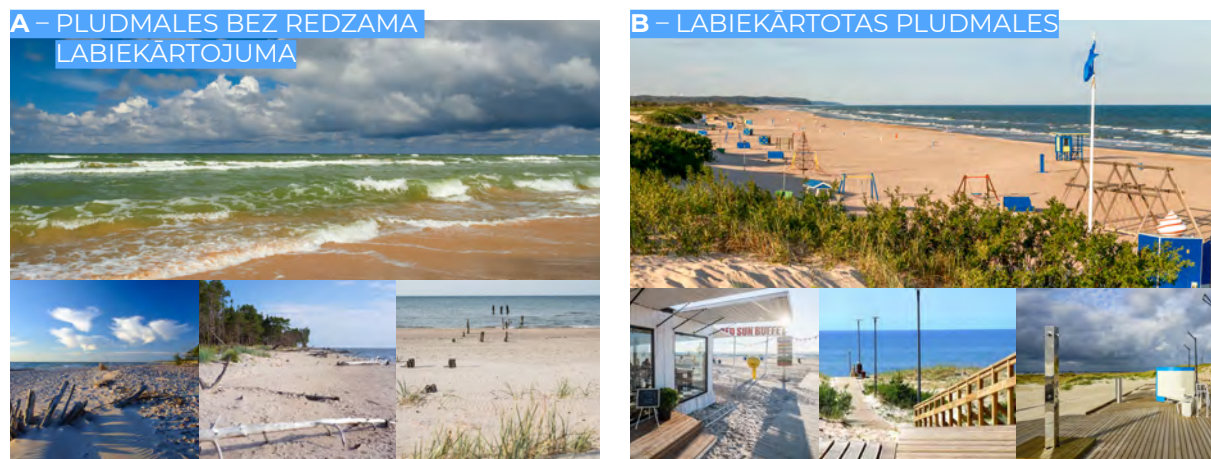 A – PLUDMALES BEZ REDZAMA
LABIEKĀRTOJUMA
B – LABIEKĀRTOTAS PLUDMALES
RED SUN BUFFET